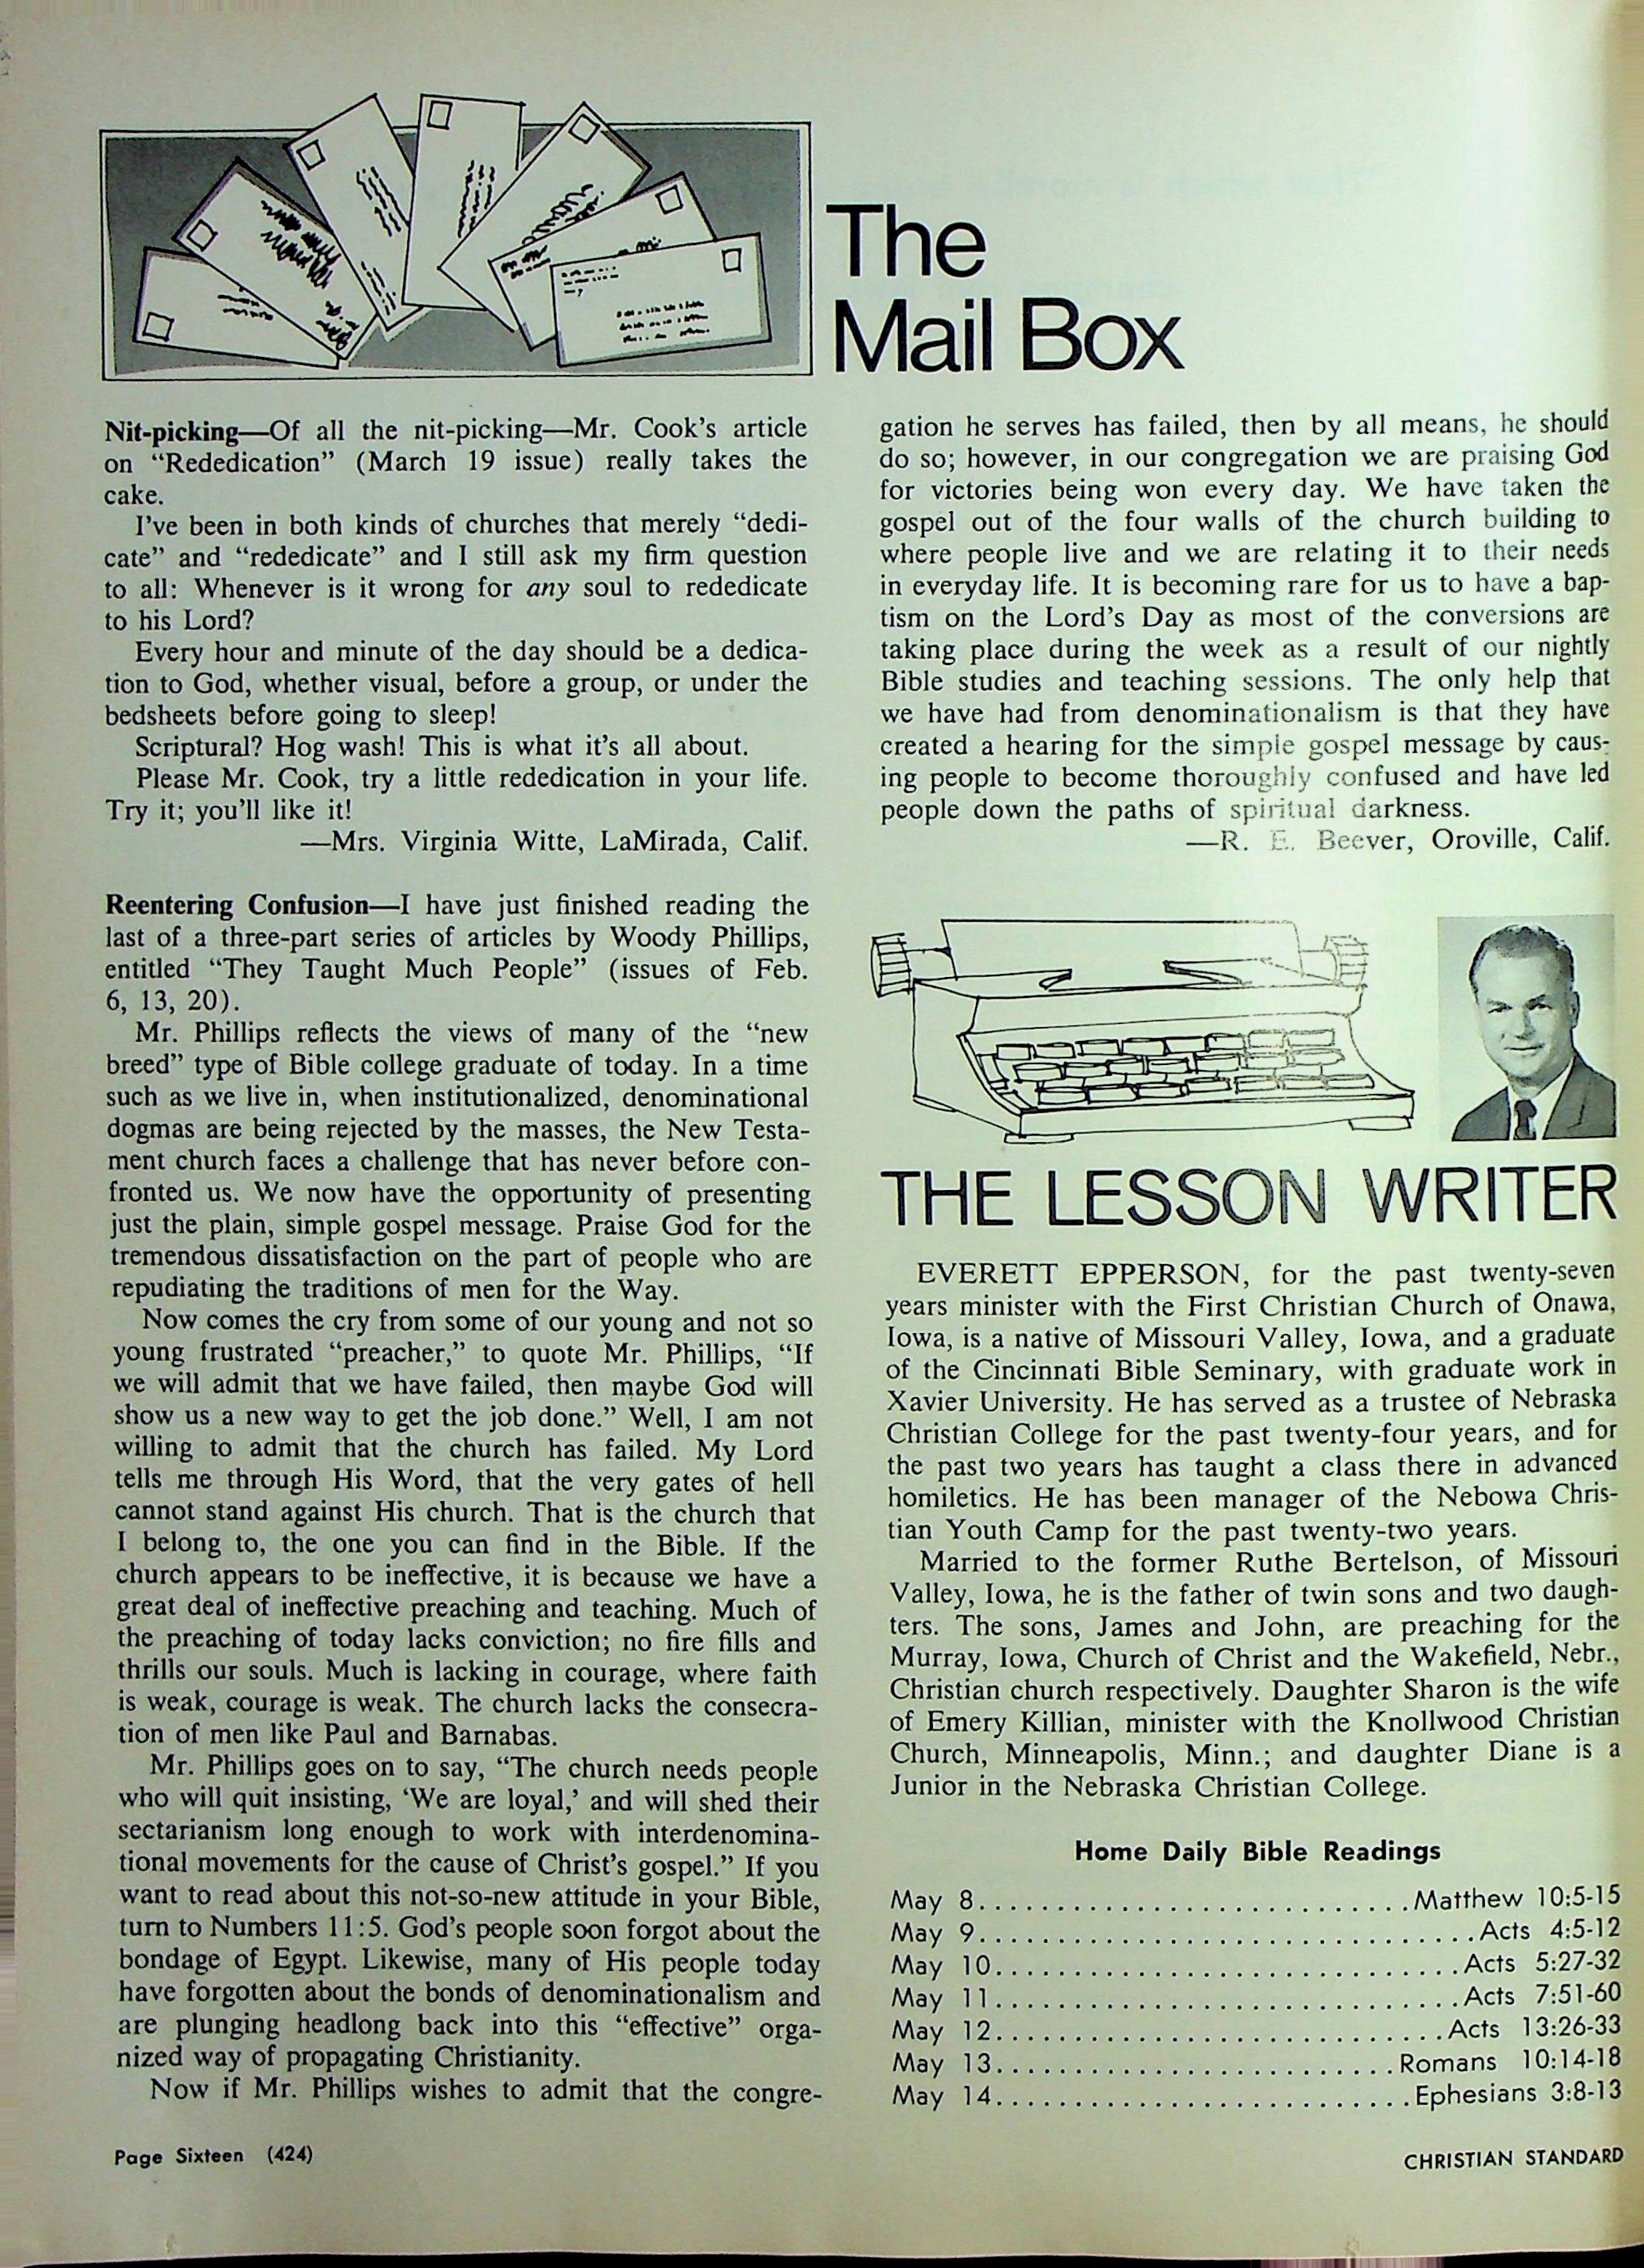 The
Mail Box
Nit-picking—Of all the nit-picking—Mr. Cook's article
on "Rededication" (March 19 issue) really takes the
cake.
I've been in both kinds of churches that merely "dedi-
cate" and "rededicate" and I still ask my firm question
to all: Whenever is it wrong for any soul to rededicate
to his Lord?
Every hour and minute of the day should be a dedica-
tion to God, whether visual, before a group, or under the
bedsheets before going to sleep!
Scriptural? Hog wash! This is what it's all about.
Please Mr. Cook, try a little rededication in your life.
Try it; you'll like it!
—Mrs. Virginia Witte, LaMirada, Calif.
Reentering Confusion—I have just finished reading the
last of a three-part series of articles by Woody Phillips,
entitled "They Taught Much People" (issues of Feb.
6, 13, 20).
Mr. Phillips reflects the views of many of the "new
breed" type of Bible college graduate of today. In a time
such as we live in, when institutionalized, denominational
dogmas are being rejected by the masses, the New Testa-
ment church faces a challenge that has never before con-
fronted us. We now have the opportunity of presenting
just the plain, simple gospel message. Praise God for the
tremendous dissatisfaction on the part of people who are
repudiating the traditions of men for the Way.
Now comes the cry from some of our young and not so
young frustrated "preacher," to quote Mr. Phillips, "If
we will admit that we have failed, then maybe God will
show us a new way to get the job done." Well, I am not
willing to admit that the church has failed. My Lord
tells me through His Word, that the very gates of hell
cannot stand against His church. That is the church that
I belong to, the one you can find in the Bible. If the
church appears to be ineffective, it is because we have a
great deal of ineffective preaching and teaching. Much of
the preaching of today lacks conviction; no fire fills and
thrills our souls. Much is lacking in courage, where faith
is weak, courage is weak. The church lacks the consecra-
tion of men like Paul and Barnabas.
Mr. Phillips goes on to say, "The church needs people
who will quit insisting, 'We are loyal,' and will shed their
sectarianism long enough to work with interdenomina-
tional movements for the cause of Christ's gospel." If you
want to read about this not-so-new attitude in your Bible,
turn to Numbers 11:5. God's people soon forgot about the
bondage of Egypt. Likewise, many of His people today
have forgotten about the bonds of denominationalism and
are plunging headlong back into this "effective" orga-
nized way of propagating Christianity.
Now if Mr. Phillips wishes to admit that the congre-
gation he serves has failed, then by all means, he should
do so; however, in our congregation we are praising God
for victories being won every day. We have taken the
gospel out of the four walls of the church building to
where people live and we are relating it to their needs
in everyday life. It is becoming rare for us to have a bap-
tism on the Lord's Day as most of the conversions are
taking place during the week as a result of our nightly
Bible studies and teaching sessions. The only help that
we have had from denominationalism is that they have
created a hearing for the simple gospel message by caus-
ing people to become thoroughly confused and have led
people down the paths of spiritual darkness.
—R. E. Beever, Oroville, Calif.
THE LESSON WRITER
EVERETT EPPERSON, for the past twenty-seven
years minister with the First Christian Church of Onawa,
Iowa, is a native of Missouri Valley, Iowa, and a graduate
of the Cincinnati Bible Seminary, with graduate work in
Xavier University. He has served as a trustee of Nebraska
Christian College for the past twenty-four years, and for
the past two years has taught a class there in advanced
homiletics. He has been manager of the Nebowa Chris-
tian Youth Camp for the past twenty-two years.
Married to the former Ruthe Bertelson, of Missouri
Valley, Iowa, he is the father of twin sons and two daugh-
ters. The sons, James and John, are preaching for the
Murray, Iowa, Church of Christ and the Wakefield, Nebr.,
Christian church respectively. Daughter Sharon is the wife
of Emery Killian, minister with the Knollwood Christian
Church, Minneapolis, Minn.; and daughter Diane is a
Junior in the Nebraska Christian College.
Home Daily Bible Readings
May 8............................Matthew 10:5-15
May 9................................Acts 4:5-12
May 10..............................Acts 5:27-32
May 11..............................Acts 7:51-60
May 12.............................Acts 13:26-33
May 13..........................Romans 10:14-18
May 14...........................Ephesians 3:8-13
Page Sixteen (424)
CHRISTIAN STANDARD